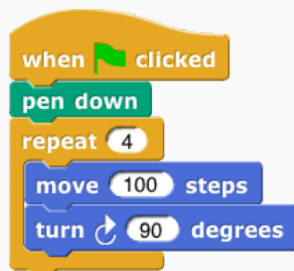 when clicked
pen down
repeat 4
move 100 steps
turn 90 degrees